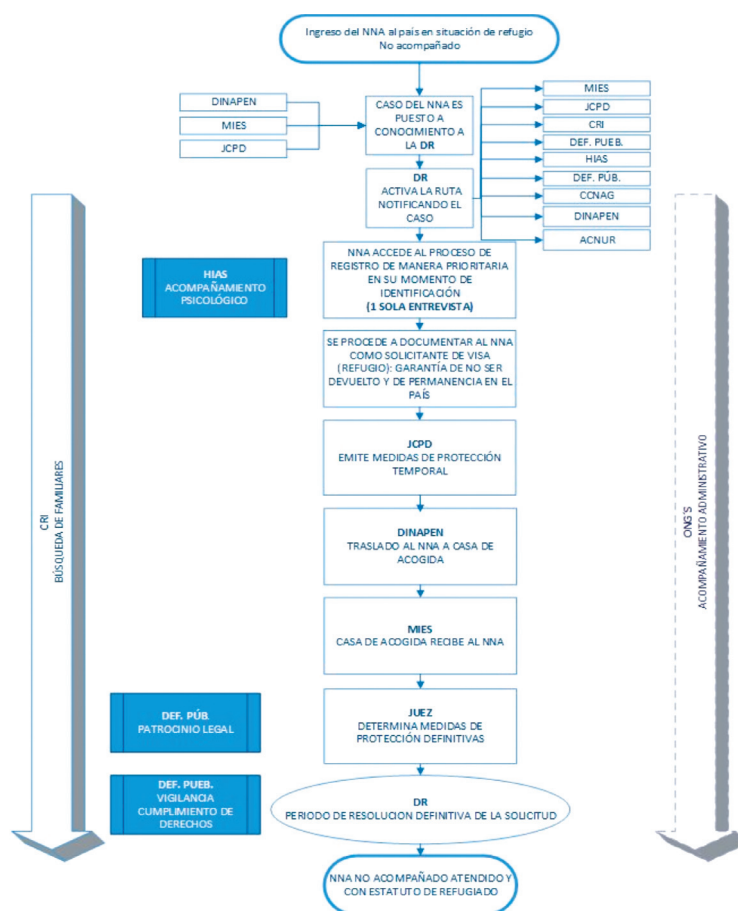 Ingreso del NNA al pais en situación de refugio
No acompañado
DINAPEN
MIES
JCPD
CASO DEL NNA ES
PUESTO A
CONOCIMIENTO A
LA DR
MIES
JCPD
CRI
DEF. PUEB.
HIAS
DEF. PÚB.
CCNAG
DINAPEN
ACNUR
DR
ACTIVA LA RUTA
NOTIFICANDO EL
CASO
HIAS
ACOMPAÑAMIENTO
PSICOLÓGICO
NNA ACCEDE AL PROCESO DE
REGISTRO DE MANERA PRIORITARIA
EN SU MOMENTO DE
IDENTIFICACIÓN
(1 SOLA ENTREVISTA)
SE PROCEDE A DOCUMENTAR AL NNA
COMO SOLICITANTE DE VISA
(REFUGIO): GARANTÍA DE NO SER
DEVUELTO Y DE PERMANENCIA EN EL
PAÍS
JCPD
EMITE MEDIDAS DE PROTECCIÓN
TEMPORAL
CRI
BÚSQUEDA DE FAMILIARES
ONG´S
ACOMPAÑAMIENTO ADMINISTRATIVO
DINAPEN
TRASLADO AL NNA A CASA DE
ACOGIDA
MIES
CASA DE ACOGIDA RECIBE AL NNA
DEF. PÚB.
PATROCINIO LEGAL
JUEZ
DETERMINA MEDIDAS DE
PROTECCIÓN DEFINITIVAS
DEF. PUEB.
VIGILANCIA
CUMPLIMIENTO DE
DERECHOS
DR
PERIODO DE RESOLUCION DEFINITIVA DE LA SOLICITUD
NNA NO ACOMPAÑADO ATENDIDO Y
CON ESTATUTO DE REFUGIADO